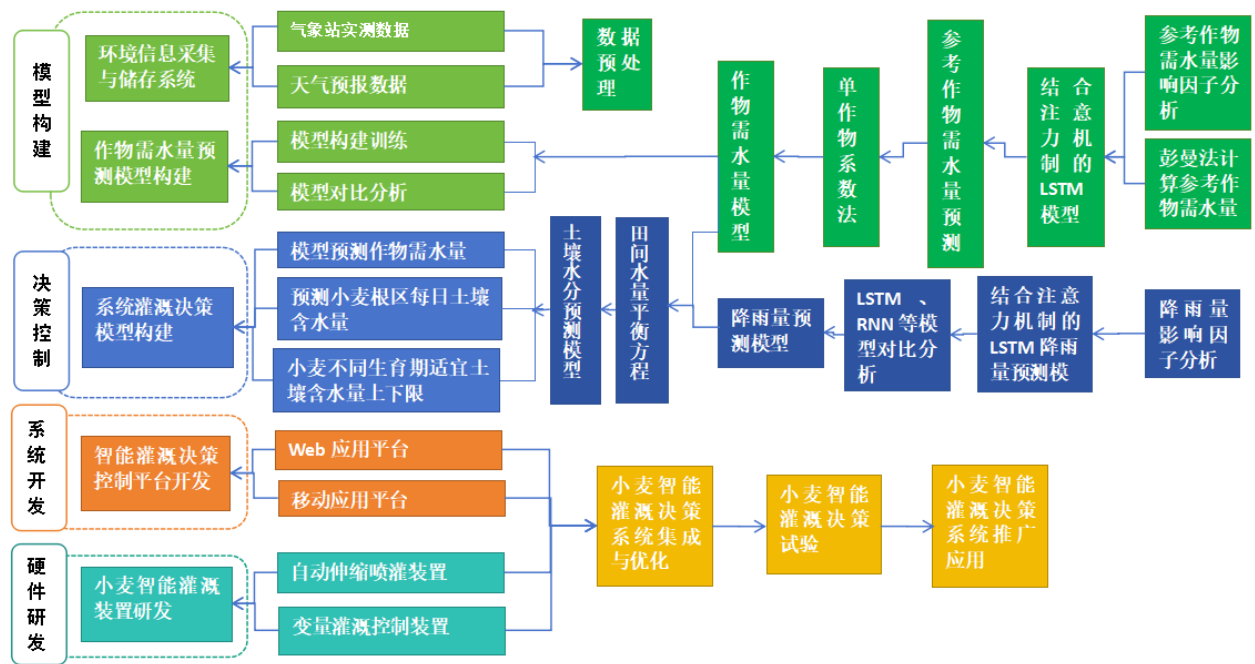 模
型
构
建
环境信息采集
与储存系统
作物需水量预
测模型构建
气象站实测数据
天气预报数据
模型构建训练
模型对比分析
数据
预处
理
作
物
需
水
量
模
型
单
作
物
系
数
法
参
考
作
物
需
水
量
预
测
结合
注意
力机
制的
LSTM
模型
参考作物
需水量影
响因子分
析
彭曼法计
算参考作
物需水量
决
策
控
制
系统灌溉决策
模型构建
模型预测作物需水量
预测小麦根区每日土壤
含水量
小麦不同生育期适宜土
壤含水量上下限
土
壤
水
分
预
测
模
型
田
间
水
量
平
衡
方
程
降雨量预
测模型
LSTM 、
RNN 等模
型对比分
析
结合注意
力机制的
LSTM 降雨
量预测模
降雨量
影响因
子分析
系
统
开
发
智能灌溉决策
控制平台开发
Web 应用平台
移动应用平台
硬
件
研
发
小麦智能灌溉
装置研发
自动伸缩喷灌装置
变量灌溉控制装置
小麦智能
灌溉决策
系统集成
与优化
小麦智能
灌溉决策
试验
小麦智能
灌溉决策
系统推广
应用